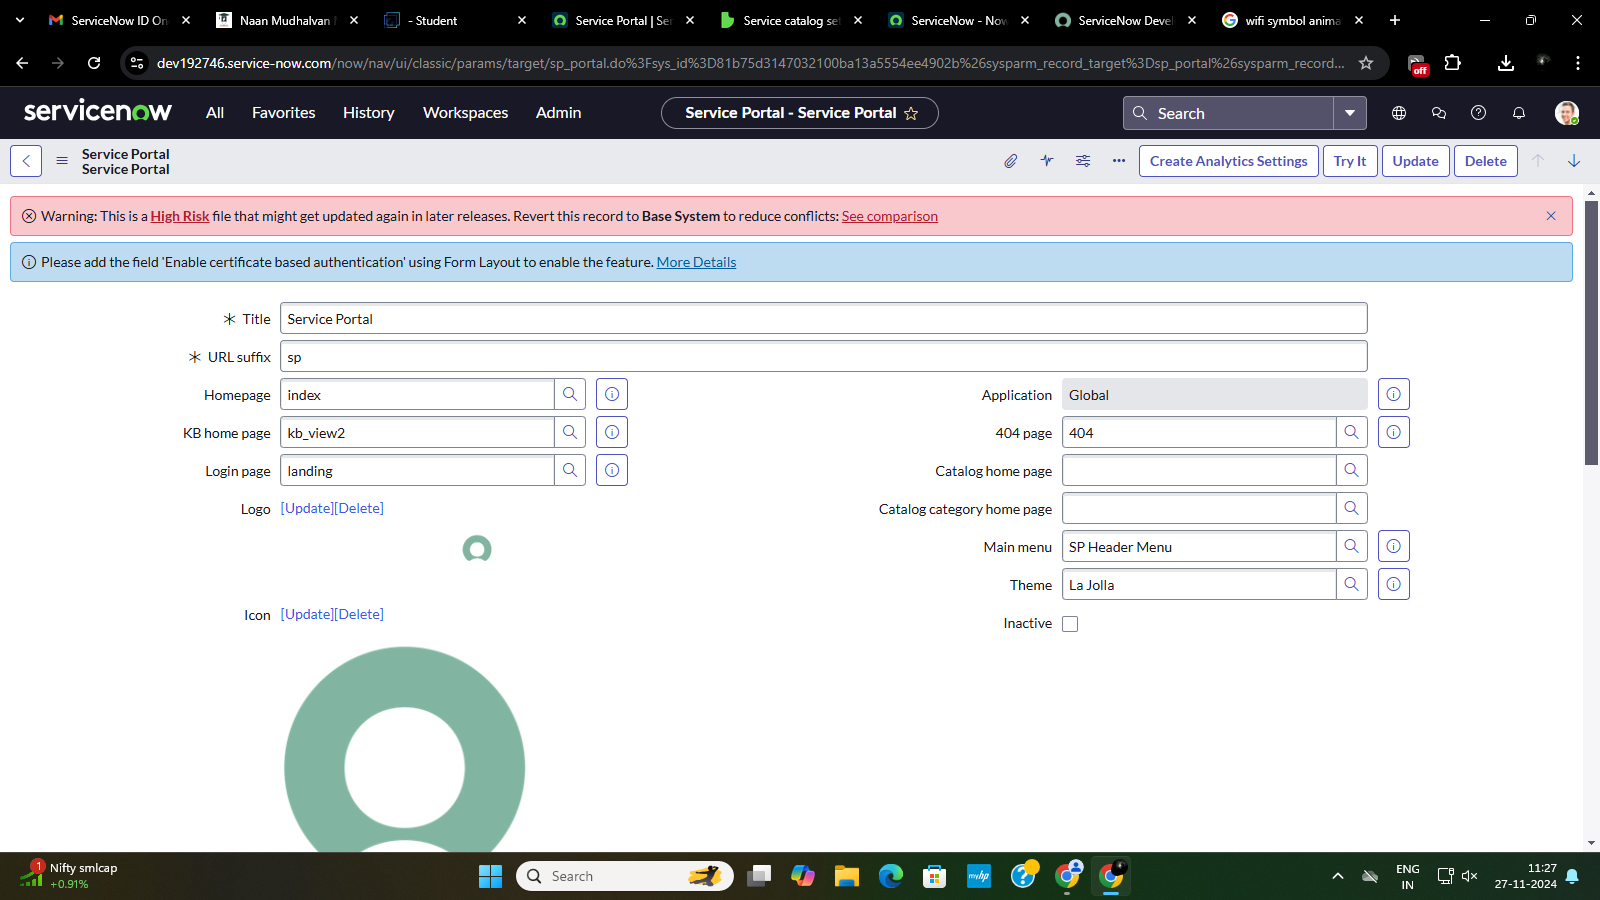 ServiceNow ID On
Naan Mudhalvan
- Student
Service Portal | Ser
Service catalog se
ServiceNow - Now
ServiceNow Deve
wifi symbol anima
dev192746.service-now.com/now/nav/ui/classic/params/target/sp_portal.do%3Fsys_id%3D81b75d3147032100ba13a5554ee4902b%26sysparm_record_target%3Dsp_portal%26sysparm_record...
off
servicenow
All
Favorites
History
Workspaces
Admin
Service Portal - Service Portal
Search
Service Portal
Service Portal
Create Analytics Settings
Try It
Update
Delete
Warning: This is a High Risk file that might get updated again in later releases. Revert this record to Base System to reduce conflicts: See comparison
Please add the field 'Enable certificate based authentication' using Form Layout to enable the feature. More Details
Title
Service Portal
URL suffix
sp
Homepage
index
Application
Global
KB home page
kb_view2
404 page
404
Login page
landing
Catalog home page
Logo
[Update][Delete]
Catalog category home page
Main menu
SP Header Menu
Theme
La Jolla
Icon
[Update][Delete]
Inactive
1
Nifty smlcap
+0.91%
Search
myhp
ENG
IN
11:27
27-11-2024